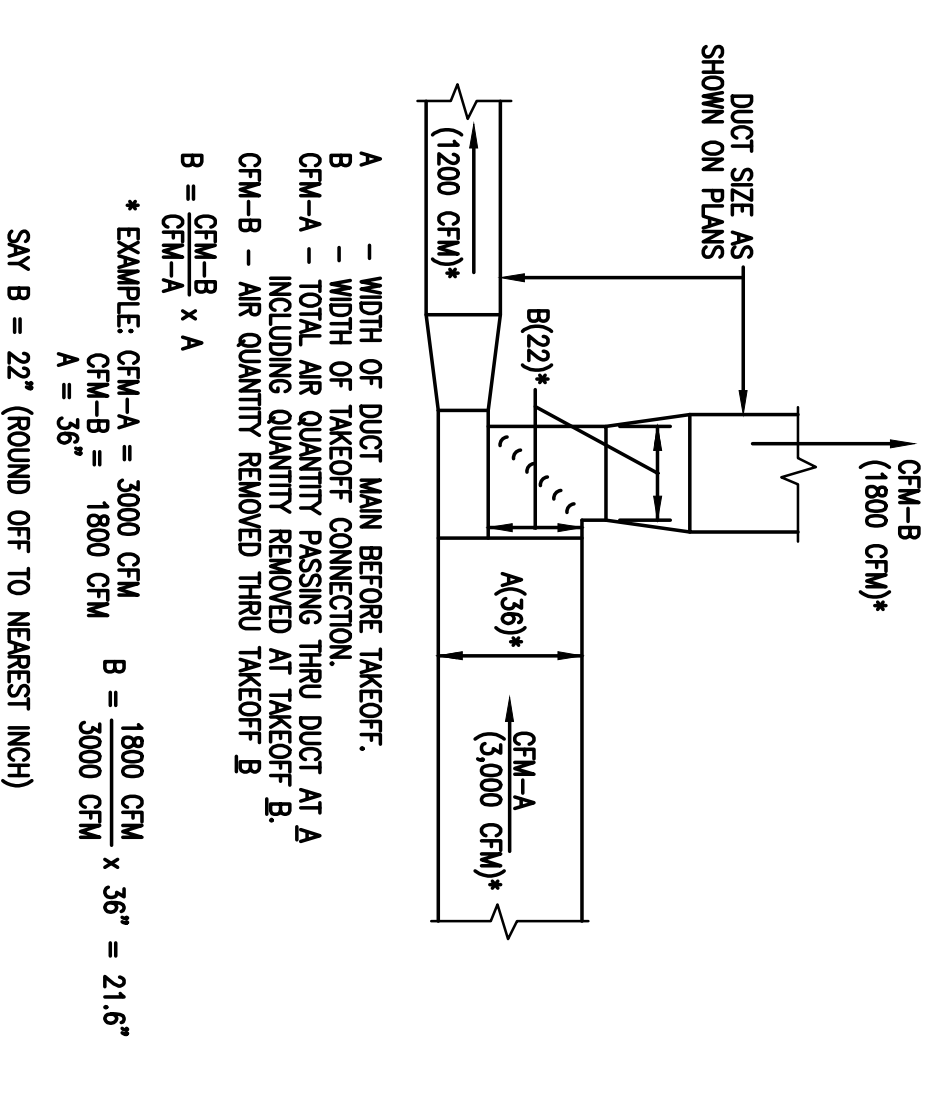 CFM-B
(1800 CFM)*
DUCT SIZE AS
SHOWN ON PLANS
B(22)*
CFM-A
(3,000 CFM)*
A(36)*
(1200 CFM)*
A - WIDTH OF DUCT MAIN BEFORE TAKEOFF.
B - WIDTH OF TAKEOFF CONNECTION.
CFM-A - TOTAL AIR QUANTITY PASSING THRU DUCT AT A
INCLUDING QUANTITY REMOVED AT TAKEOFF B.
CFM-B - AIR QUANTITY REMOVED THRU TAKEOFF B
B = CFM-B/CFM-A x A
* EXAMPLE: CFM-A = 3000 CFM
CFM-B = 1800 CFM
A = 36"
B = 1800 CFM/3000 CFM x 36" = 21.6"
SAY B = 22" (ROUND OFF TO NEAREST INCH)